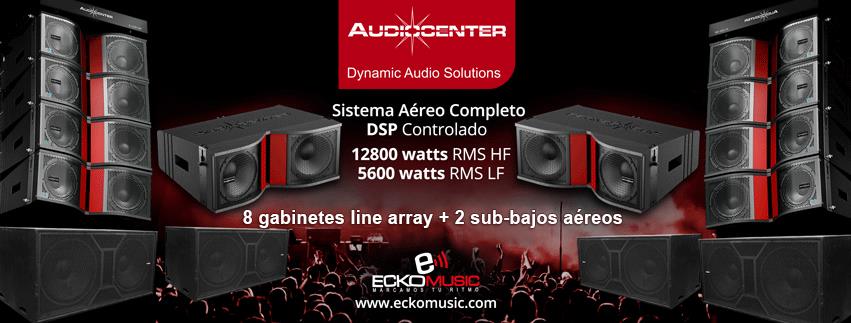 AUDIOCENTER
Dynamic Audio Solutions
Sistema Aéreo Completo
DSP Controlado
12800 watts RMS HF
5600 watts RMS LF
8 gabinetes line array + 2 sub-bajos aéreos
ECKOMUSIC
MARCAMOS TU RITMO
www.eckomusic.com